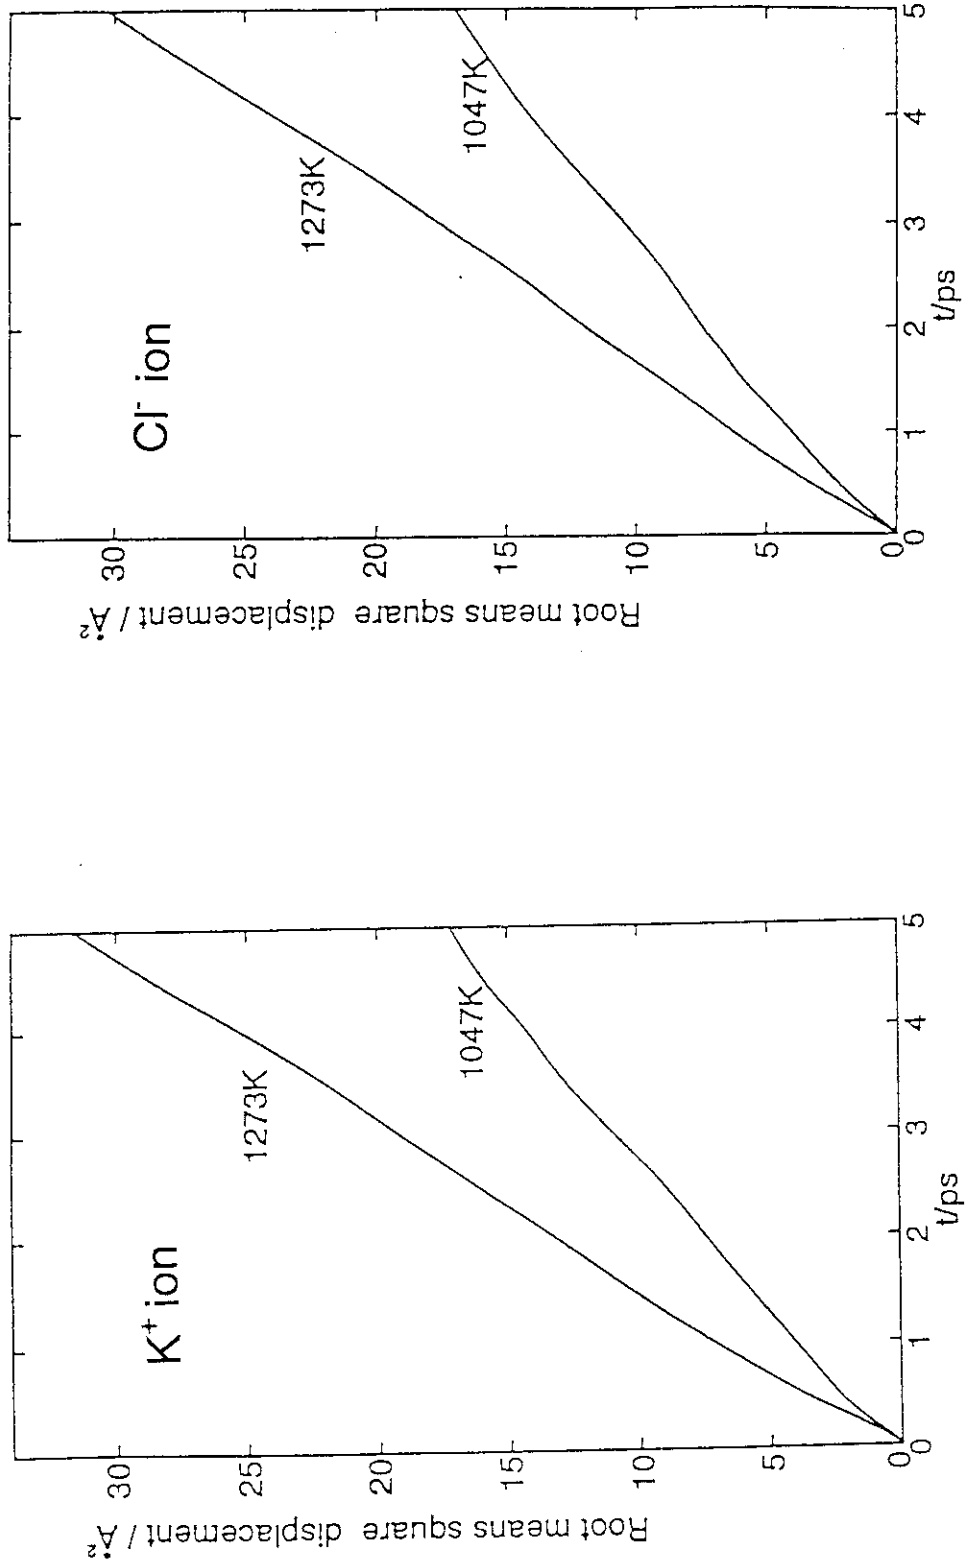 Root means square displacement / Å²
30
25
20
15
10
5
0
K⁺ ion
1273K
1047K
0
1
2
3
4
5
t/ps
Root means square displacement / Å²
30
25
20
15
10
5
0
Cl⁻ ion
1273K
1047K
0
1
2
3
4
5
t/ps